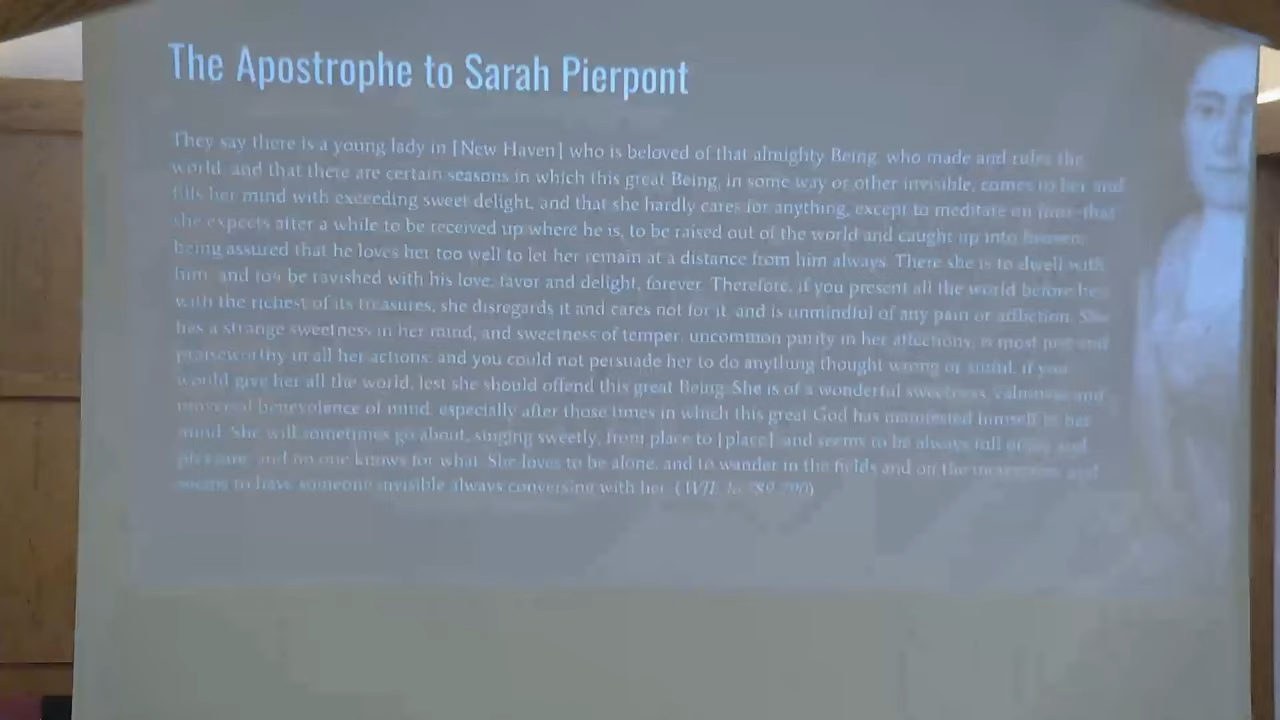 The Apostrophe to Sarah Pierpont
They say there is a young lady in [New Haven] who is beloved of that almighty Being, who made and rules the
world, and that there are certain seasons in which this great Being, in some way or other invisible, comes to her and
fills her mind with exceeding sweet delight, and that she hardly cares for anything, except to meditate on him—that
she expects after a while to be received up where he is, to be raised out of the world and caught up into heaven;
being assured that he loves her too well to let her remain at a distance from him always. There she is to dwell with
him, and to be ravished with his love, favor and delight, forever. Therefore, if you present all the world before her,
with the richest of its treasures, she disregards it and cares not for it, and is unmindful of any pain or affliction. She
has a strange sweetness in her mind, and sweetness of temper, uncommon purity in her affections; is most just and
praiseworthy in all her actions; and you could not persuade her to do anything thought wrong or sinful, if you
would give her all the world, lest she should offend this great Being. She is of a wonderful sweetness, calmness and
universal benevolence of mind, especially after those times in which this great God has manifested himself to her
mind. She will sometimes go about, singing sweetly, from place to [place]; and seems to be always full of joy and
pleasure; and no one knows for what. She loves to be alone, and to wander in the fields and on the mountains, and
seems to have someone invisible always conversing with her. (WJE